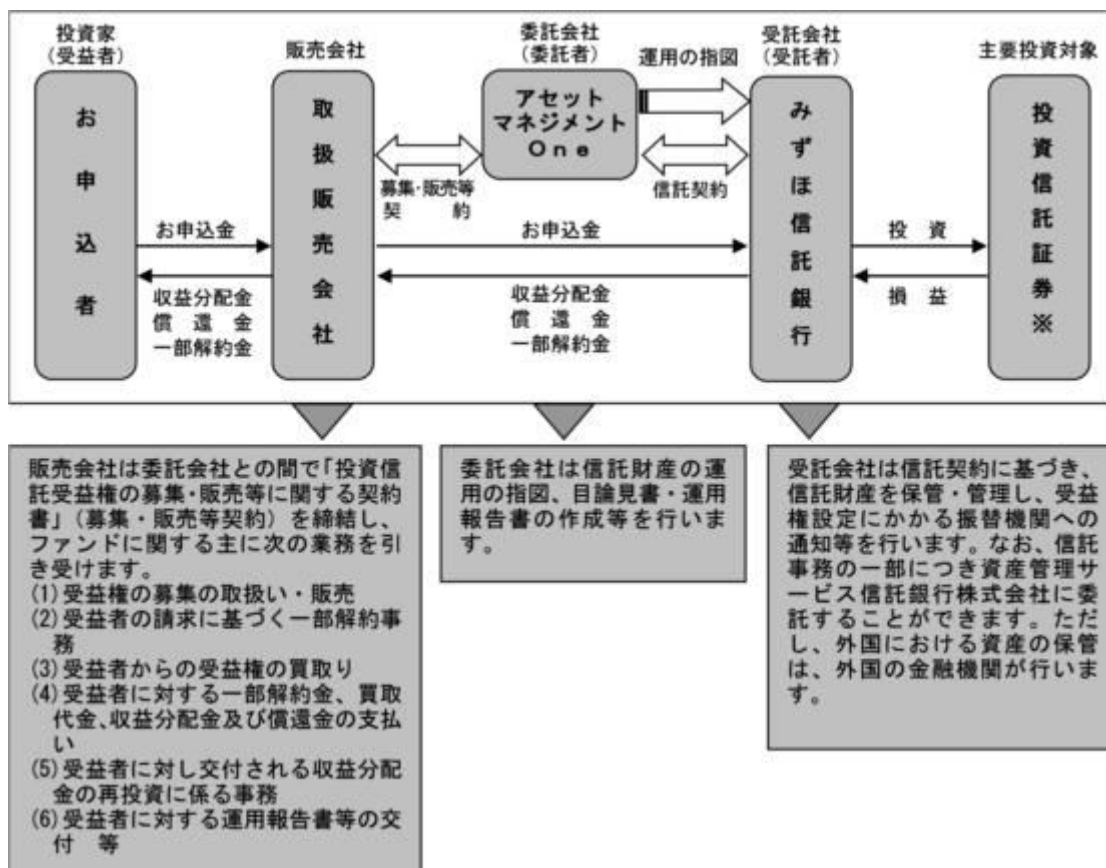 投資家
(受益者)
お申込者
販売会社
取扱販売会社
委託会社
(委託者)
アセット
マネジメント
One
運用の指図
受託会社
(受託者)
みずほ信託銀行
主要投資対象
投資信託証券※
募集・販売等
契 約
信託契約
お申込金
収益分配金
償 還 金
一部解約金
お申込金
収益分配金
償 還 金
一部解約金
投 資
損 益
販売会社は委託会社との間で「投資信
託受益権の募集・販売等に関する契約
書」(募集・販売等契約)を締結し、
ファンドに関する主に次の業務を引
き受けます。
(1)受益権の募集の取扱い・販売
(2)受益者の請求に基づく一部解約事
務
(3)受益者からの受益権の買取り
(4)受益者に対する一部解約金、買取
代金、収益分配金及び償還金の支払
い
(5)受益者に対し交付される収益分配
金の再投資に係る事務
(6)受益者に対する運用報告書等の交
付 等
委託会社は信託財産の運
用の指図、目論見書・運用
報告書の作成等を行いま
す。
受託会社は信託契約に基づき、
信託財産を保管・管理し、受益
権設定にかかる振替機関への
通知等を行います。なお、信託
事務の一部につき資産管理サ
ービス信託銀行株式会社に委
託することができます。ただ
し、外国における資産の保管
は、外国の金融機関が行いま
す。